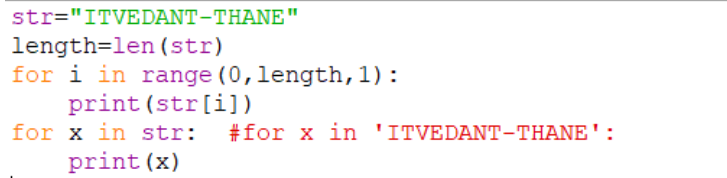 str="ITVEDANT-THANE"
length=len(str)
for i in range(0,length,1):
    print(str[i])
for x in str:  #for x in 'ITVEDANT-THANE':
    print(x)